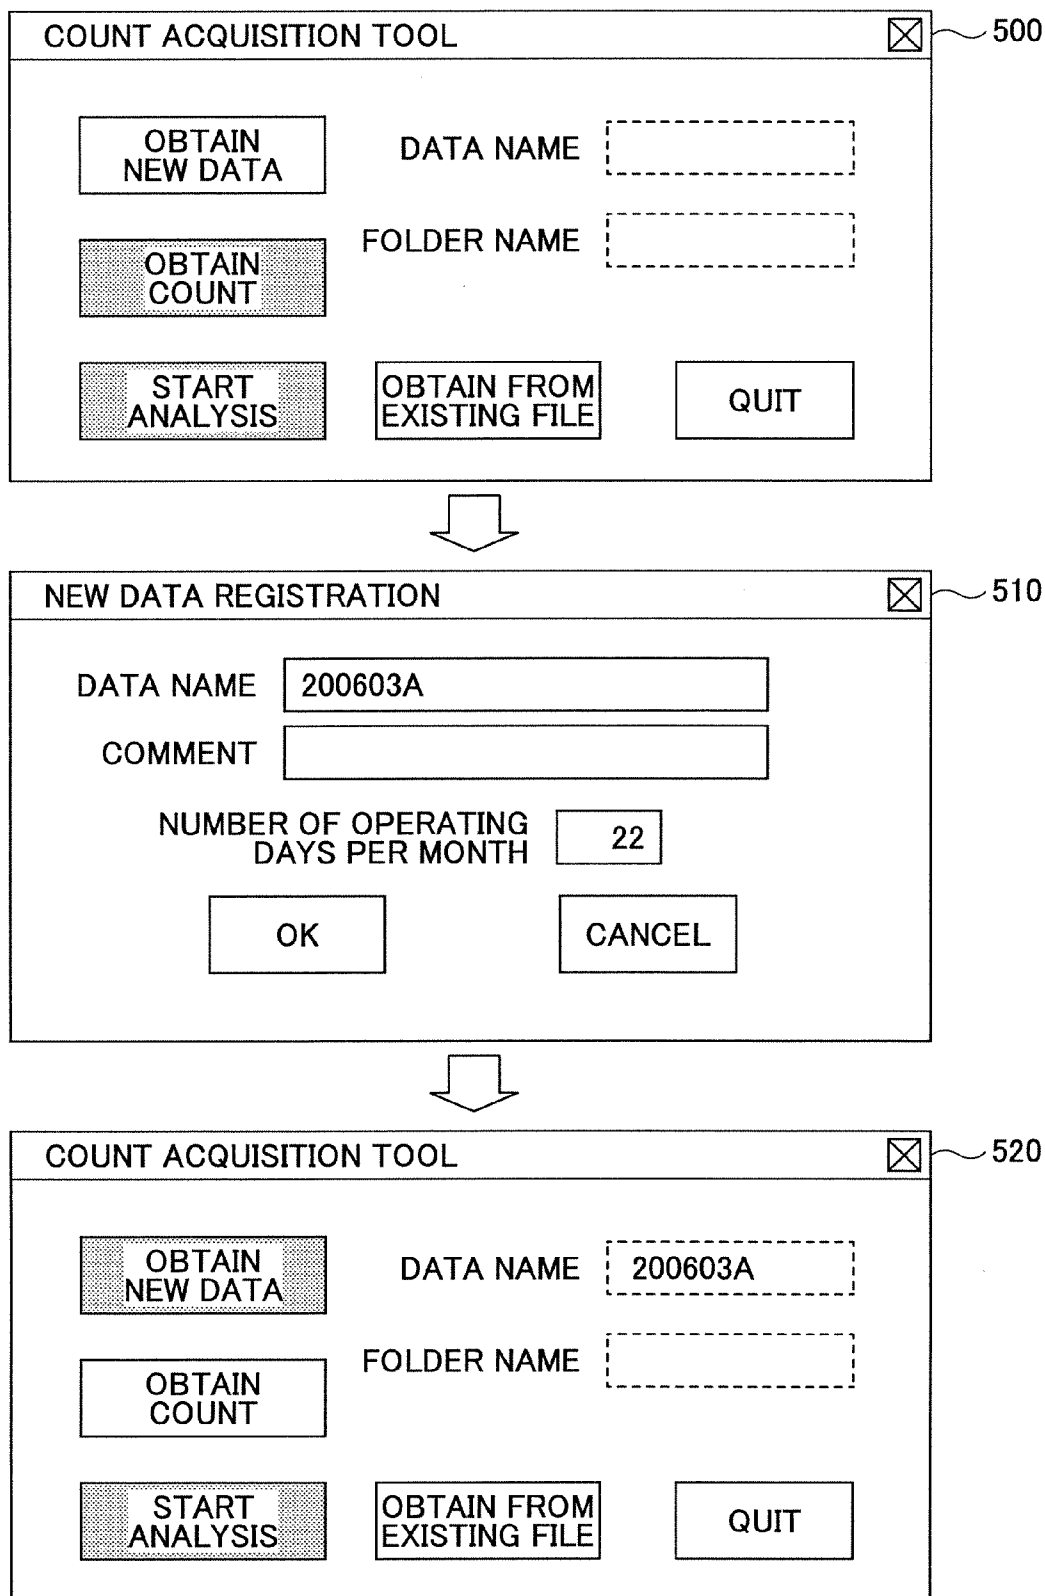 COUNT ACQUISITION TOOL
500
OBTAIN
NEW DATA
DATA NAME
OBTAIN
COUNT
FOLDER NAME
START
ANALYSIS
OBTAIN FROM
EXISTING FILE
QUIT
NEW DATA REGISTRATION
510
DATA NAME 200603A
COMMENT
NUMBER OF OPERATING
DAYS PER MONTH
22
OK
CANCEL
COUNT ACQUISITION TOOL
520
OBTAIN
NEW DATA
DATA NAME 200603A
OBTAIN
COUNT
FOLDER NAME
START
ANALYSIS
OBTAIN FROM
EXISTING FILE
QUIT